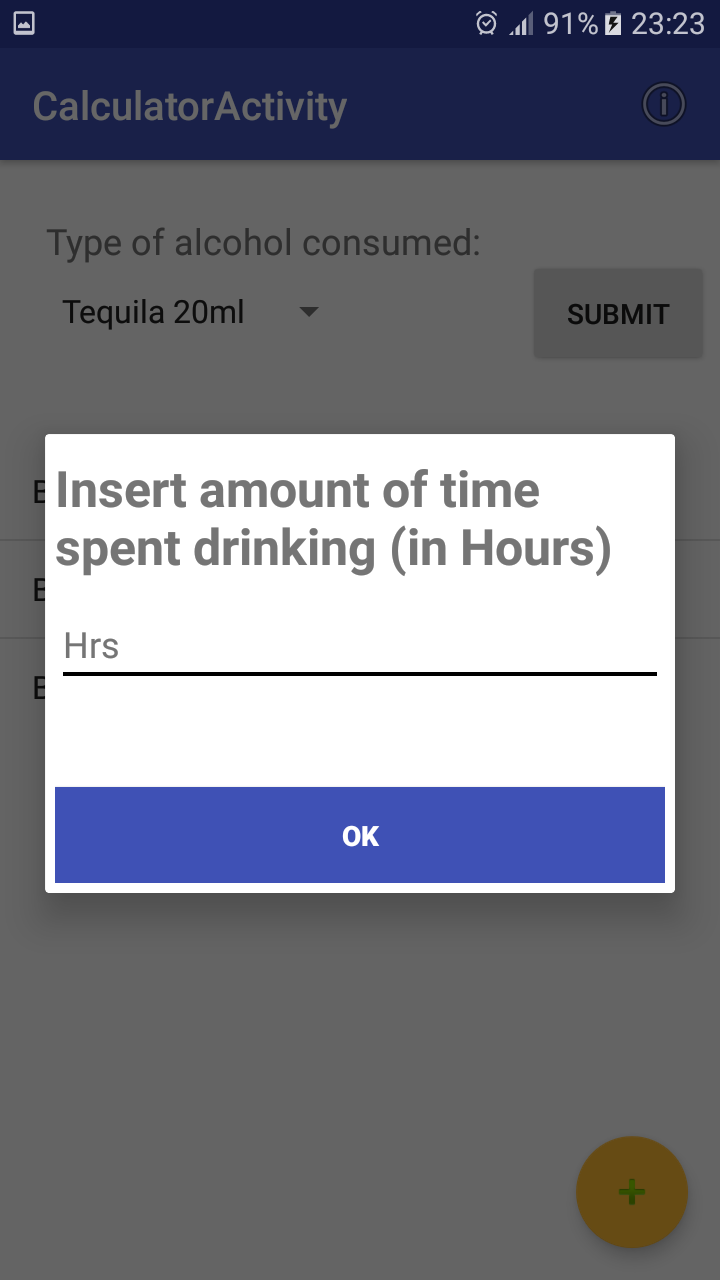 91% 23:23
CalculatorActivity
Type of alcohol consumed:
Tequila 20ml
SUBMIT
Insert amount of time
spent drinking (in Hours)
Hrs
OK